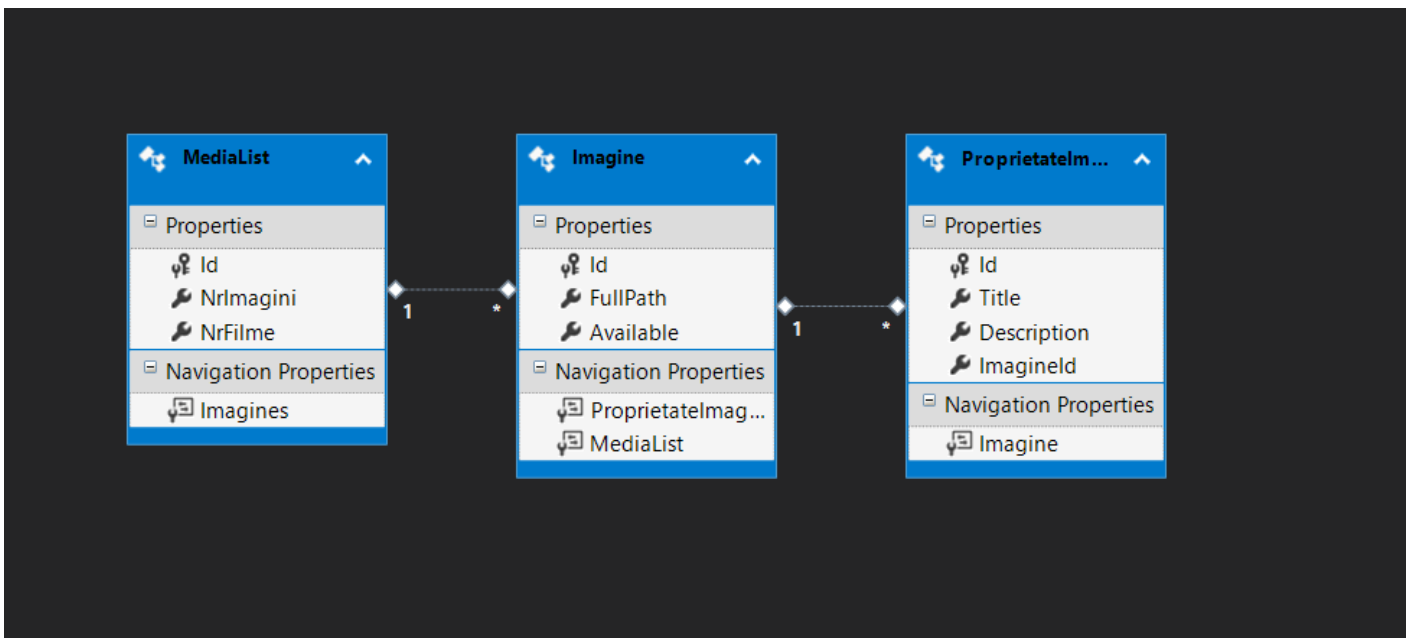 MediaList
Properties
Id
NrImagini
NrFilme
Navigation Properties
Imagines
1
*
Imagine
Properties
Id
FullPath
Available
Navigation Properties
ProprietateImag...
MediaList
1
*
ProprietateIm...
Properties
Id
Title
Description
ImagineId
Navigation Properties
Imagine